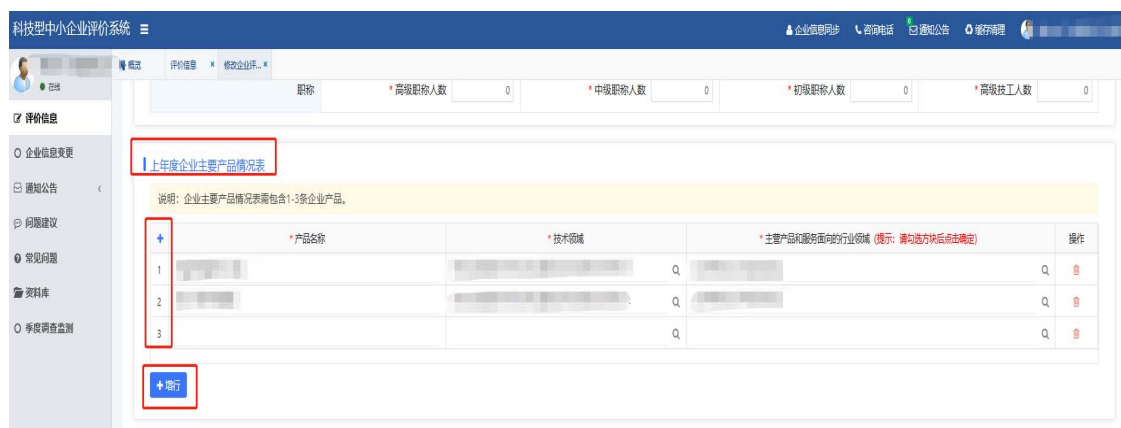 科技型中小企业评价系统
企业信息同步 咨询电话 0 通知公告 缓存清理
在线
概览 评价信息 × 修改企业评... ×
评价信息
企业信息变更
通知公告 <
问题建议
常见问题
资料库
季度调查监测
职称 *高级职称人数 0 *中级职称人数 0 *初级职称人数 0 *高级技工人数 0
上年度企业主要产品情况表
说明：企业主要产品情况表需包含1-3条企业产品。
+ *产品名称 *技术领域 *主营产品和服务面向的行业领域 (提示：请勾选方块后点击确定) 操作
1
2
3
+增行